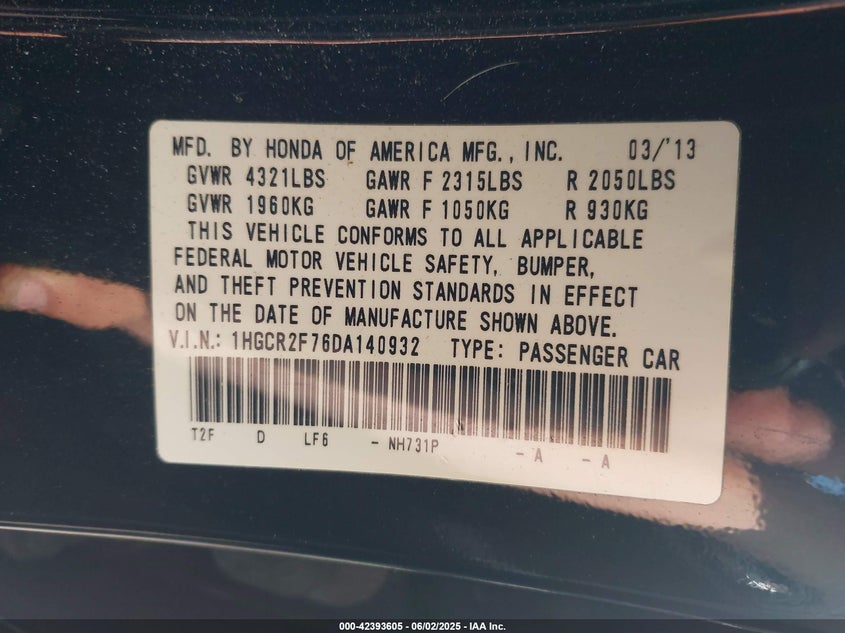 MFD. BY HONDA OF AMERICA MFG., INC. 03/'13
GVWR 4321LBS GAWR F 2315LBS R 2050LBS
GVWR 1960KG GAWR F 1050KG R 930KG
THIS VEHICLE CONFORMS TO ALL APPLICABLE
FEDERAL MOTOR VEHICLE SAFETY, BUMPER,
AND THEFT PREVENTION STANDARDS IN EFFECT
ON THE DATE OF MANUFACTURE SHOWN ABOVE.
V.I.N.: 1HGCR2F76DA140932 TYPE: PASSENGER CAR
T2F D LF6 - NH731P - A - A
000-42393605 - 06/02/2025 - IAA Inc.